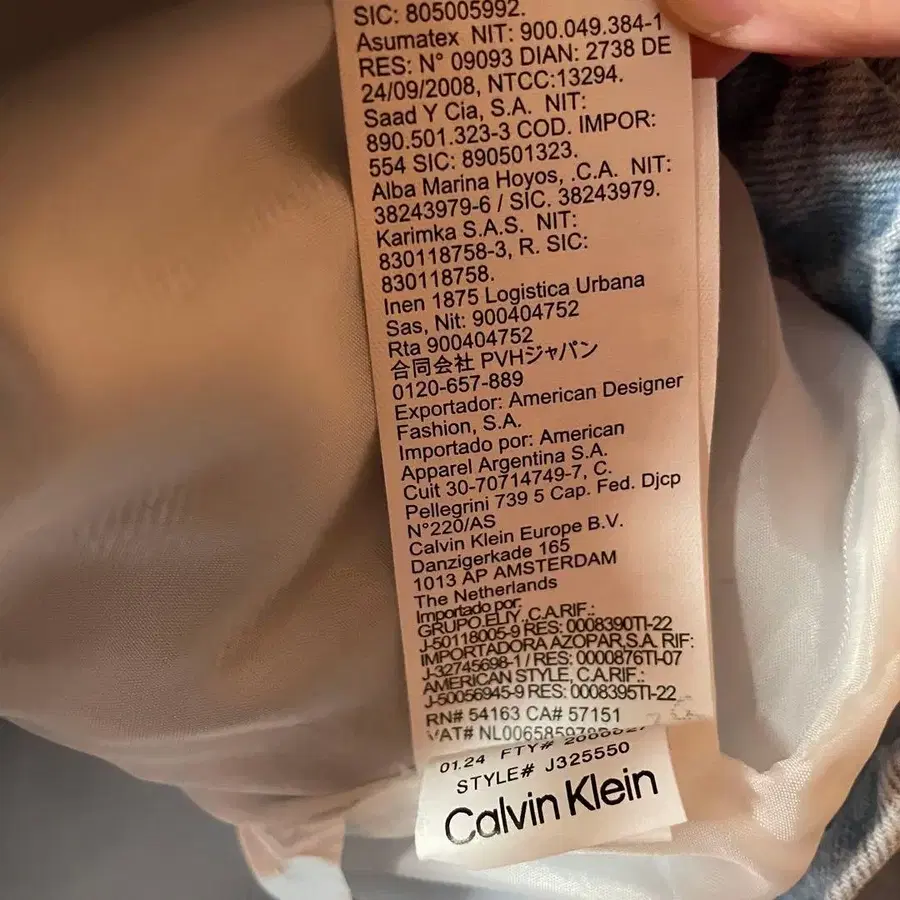 SIC: 805005992.
Asumatex NIT: 900.049.384-1
RES: N° 09093 DIAN: 2738 DE
24/09/2008, NTCC:13294.
Saad Y Cia, S.A. NIT:
890.501.323-3 COD. IMPOR:
554 SIC: 890501323.
Alba Marina Hoyos, .C.A. NIT:
38243979-6 / SIC. 38243979.
Karimka S.A.S. NIT:
830118758-3, R. SIC:
830118758.
Inen 1875 Logistica Urbana
Sas, Nit: 900404752
Rta 900404752
合同会社 PVHジャパン
0120-657-889
Exportador: American Designer
Fashion, S.A.
Importado por: American
Apparel Argentina S.A.
Cuit 30-70714749-7, C.
Pellegrini 739 5 Cap. Fed. Djcp
N°220/AS
Calvin Klein Europe B.V.
Danzigerkade 165
1013 AP AMSTERDAM
The Netherlands
Importado por:
GRUPO.ELIY,.C.A.RIF.:
J-50118005-9 RES: 0008390TI-22
IMPORTADORA AZOPAR,S.A. RIF:
J-32745698-1 / RES: 0000876TI-07
AMERICAN STYLE, C.A.RIF.:
J-50056945-9 RES: 0008395TI-22
RN# 54163 CA# 57151
VAT#
01.24 FTY#
STYLE# J325550
Calvin Klein